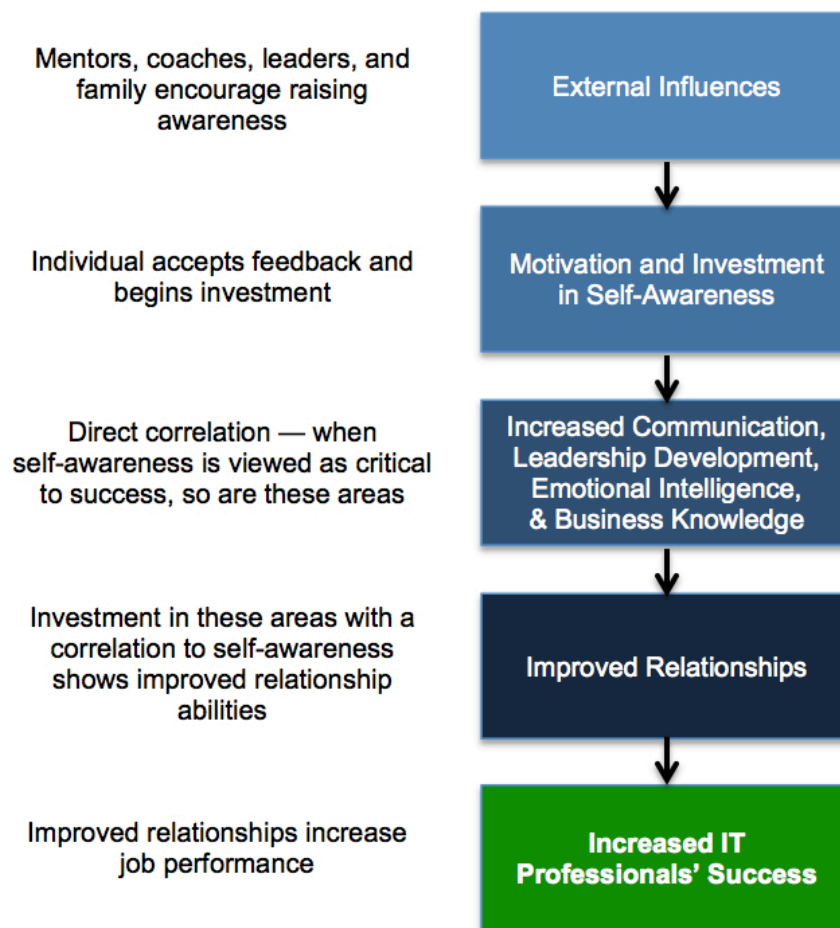 Mentors, coaches, leaders, and
family encourage raising
awareness
External Influences
Individual accepts feedback and
begins investment
Motivation and Investment
in Self-Awareness
Direct correlation — when
self-awareness is viewed as critical
to success, so are these areas
Increased Communication,
Leadership Development,
Emotional Intelligence,
& Business Knowledge
Investment in these areas with a
correlation to self-awareness
shows improved relationship
abilities
Improved Relationships
Improved relationships increase
job performance
Increased IT
Professionals’ Success